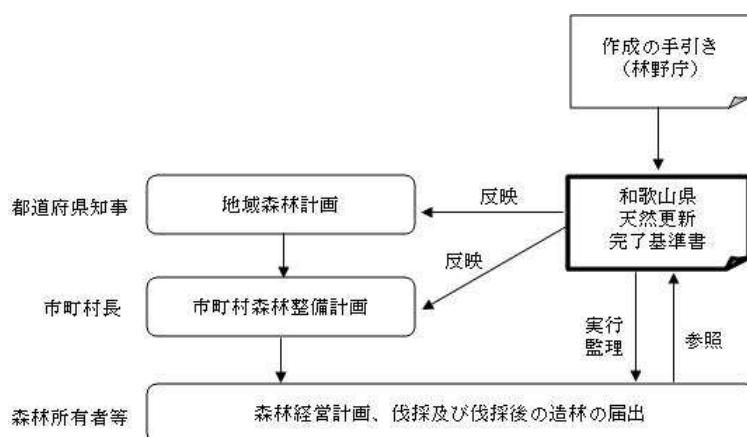 作成の手引き
(林野庁)
都道府県知事
地域森林計画
反映
和歌山県
天然更新
完了基準書
反映
市町村長
市町村森林整備計画
実行
監理
参照
森林所有者等
森林経営計画、伐採及び伐採後の造林の届出